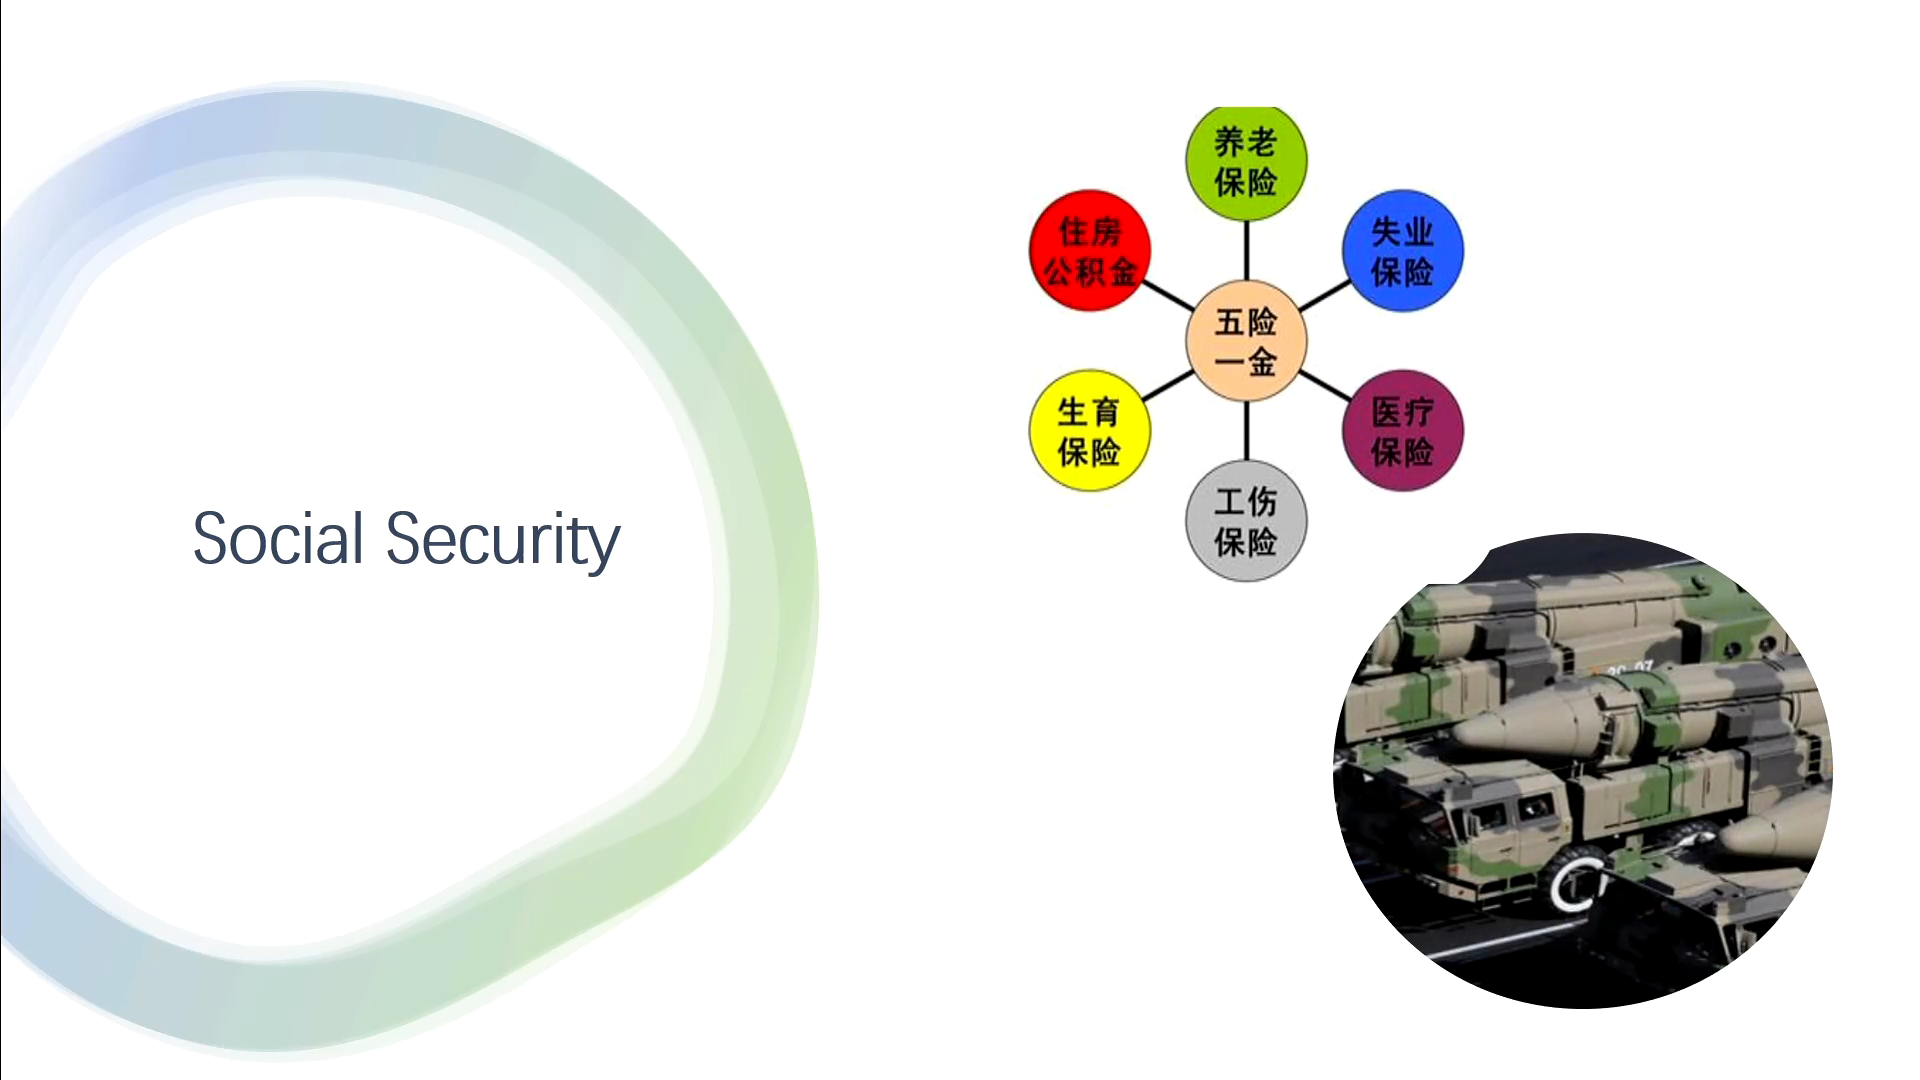 Social Security
养老
保险
住房
公积金
失业
保险
五险
一金
生育
保险
医疗
保险
工伤
保险